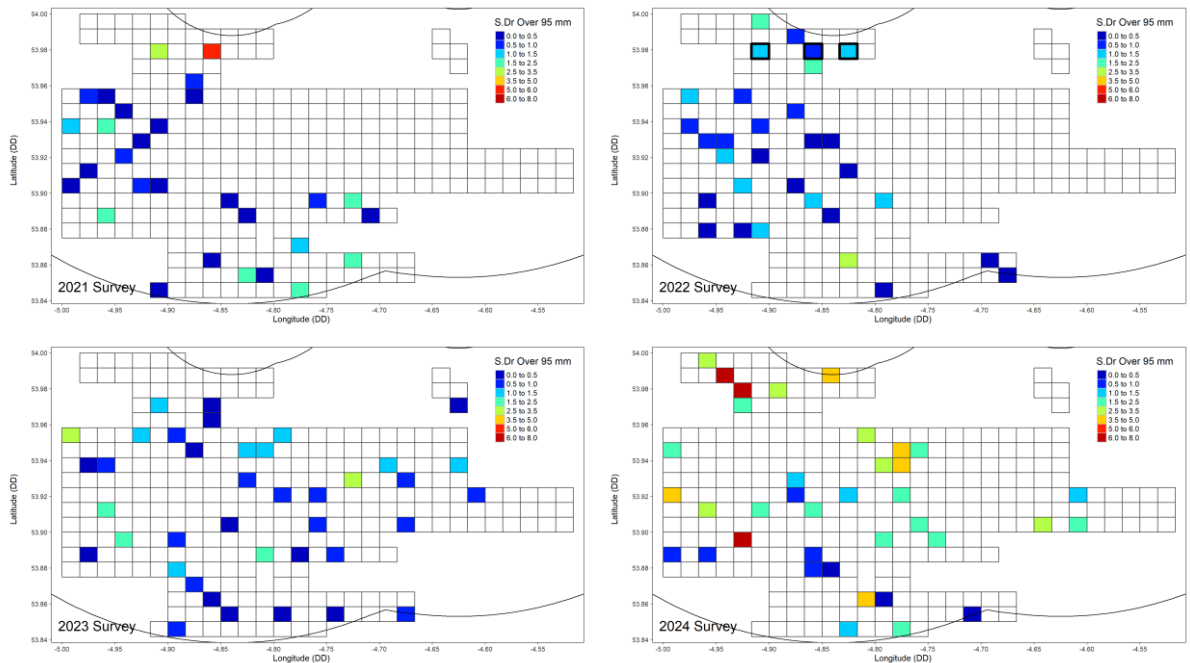 S.Dr Over 95 mm
0.0 to 0.5
0.5 to 1.0
1.0 to 1.5
1.5 to 2.5
2.5 to 3.5
3.5 to 5.0
5.0 to 6.0
6.0 to 8.0
54.00
53.98
53.96
53.94
53.92
53.90
53.88
53.86
53.84
Latitude (DD)
2021 Survey
-5.00 -4.95 -4.90 -4.85 -4.80 -4.75 -4.70 -4.65 -4.60 -4.55
Longitude (DD)
S.Dr Over 95 mm
0.0 to 0.5
0.5 to 1.0
1.0 to 1.5
1.5 to 2.5
2.5 to 3.5
3.5 to 5.0
5.0 to 6.0
6.0 to 8.0
54.00
53.98
53.96
53.94
53.92
53.90
53.88
53.86
53.84
Latitude (DD)
2022 Survey
-5.00 -4.95 -4.90 -4.85 -4.80 -4.75 -4.70 -4.65 -4.60 -4.55
Longitude (DD)
S.Dr Over 95 mm
0.0 to 0.5
0.5 to 1.0
1.0 to 1.5
1.5 to 2.5
2.5 to 3.5
3.5 to 5.0
5.0 to 6.0
6.0 to 8.0
54.00
53.98
53.96
53.94
53.92
53.90
53.88
53.86
53.84
Latitude (DD)
2023 Survey
-5.00 -4.95 -4.90 -4.85 -4.80 -4.75 -4.70 -4.65 -4.60 -4.55
Longitude (DD)
S.Dr Over 95 mm
0.0 to 0.5
0.5 to 1.0
1.0 to 1.5
1.5 to 2.5
2.5 to 3.5
3.5 to 5.0
5.0 to 6.0
6.0 to 8.0
54.00
53.98
53.96
53.94
53.92
53.90
53.88
53.86
53.84
Latitude (DD)
2024 Survey
-5.00 -4.95 -4.90 -4.85 -4.80 -4.75 -4.70 -4.65 -4.60 -4.55
Longitude (DD)